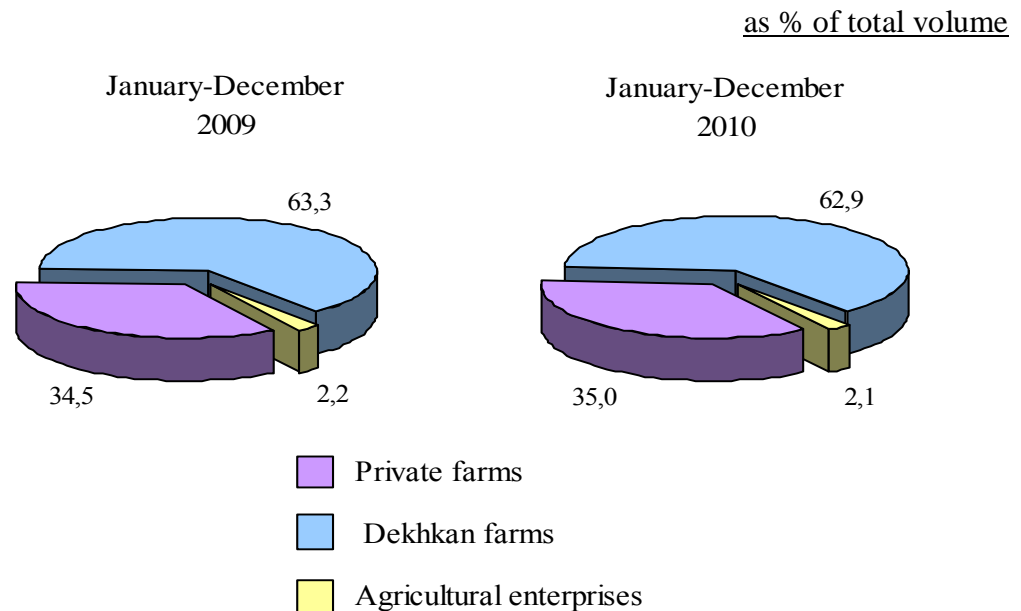 as % of total volume
January-December
2009
January-December
2010
63,3
62,9
34,5
2,2
35,0
2,1
Private farms
Dekhkan farms
Agricultural enterprises